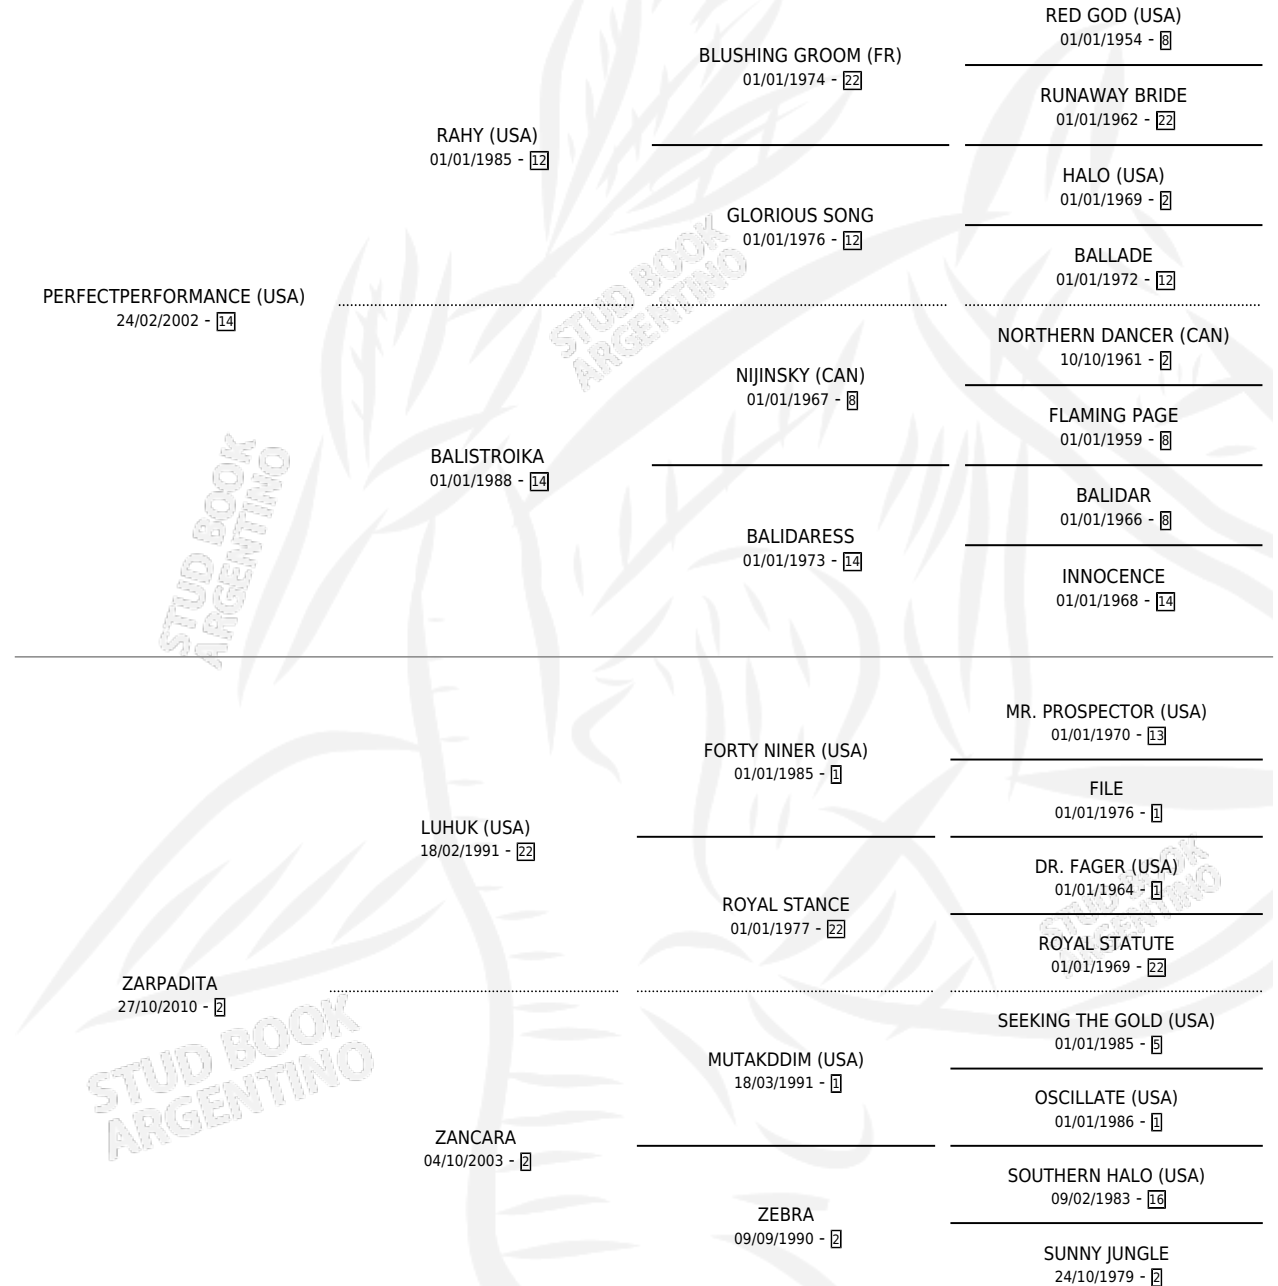 RED GOD (USA)
01/01/1954 - 8
BLUSHING GROOM (FR)
01/01/1974 - 22
RUNAWAY BRIDE
01/01/1962 - 22
RAHY (USA)
01/01/1985 - 12
HALO (USA)
01/01/1969 - 2
GLORIOUS SONG
01/01/1976 - 12
BALLADE
01/01/1972 - 12
PERFECTPERFORMANCE (USA)
24/02/2002 - 14
STUD BOOK
ARGENTINO
NORTHERN DANCER (CAN)
10/10/1961 - 2
NIJINSKY (CAN)
01/01/1967 - 8
FLAMING PAGE
01/01/1959 - 8
BALISTROIKA
01/01/1988 - 14
BALIDAR
01/01/1966 - 8
BALIDARESS
01/01/1973 - 14
INNOCENCE
01/01/1968 - 14
STUD BOOK
ARGENTINO
MR. PROSPECTOR (USA)
01/01/1970 - 13
FORTY NINER (USA)
01/01/1985 - 1
FILE
01/01/1976 - 1
LUHUK (USA)
18/02/1991 - 22
DR. FAGER (USA)
01/01/1964 - 1
ROYAL STANCE
01/01/1977 - 22
ROYAL STATUTE
01/01/1969 - 22
STUD BOOK
ARGENTINO
ZARPADITA
27/10/2010 - 2
SEEKING THE GOLD (USA)
01/01/1985 - 5
MUTAKDDIM (USA)
18/03/1991 - 1
OSCILLATE (USA)
01/01/1986 - 1
STUD BOOK
ARGENTINO
ZANCARA
04/10/2003 - 2
SOUTHERN HALO (USA)
09/02/1983 - 16
ZEBRA
09/09/1990 - 2
SUNNY JUNGLE
24/10/1979 - 2